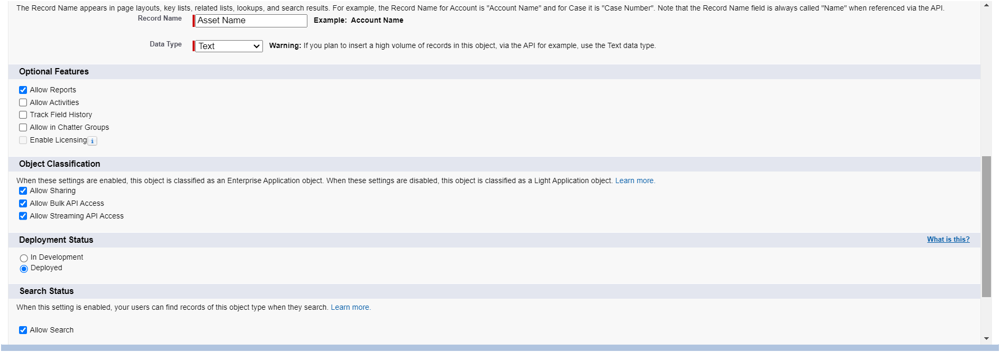 The Record Name appears in page layouts, key lists, related lists, lookups, and search results. For example, the Record Name for Account is "Account Name" and for Case it is "Case Number". Note that the Record Name field is always called "Name" when referenced via the API.
Record Name Asset Name Example: Account Name
Data Type Text Warning: If you plan to insert a high volume of records in this object, via the API for example, use the Text data type.
Optional Features
Allow Reports
Allow Activities
Track Field History
Allow in Chatter Groups
Enable Licensing i
Object Classification
When these settings are enabled, this object is classified as an Enterprise Application object. When these settings are disabled, this object is classified as a Light Application object. Learn more.
Allow Sharing
Allow Bulk API Access
Allow Streaming API Access
Deployment Status What is this?
In Development
Deployed
Search Status
When this setting is enabled, your users can find records of this object type when they search. Learn more.
Allow Search